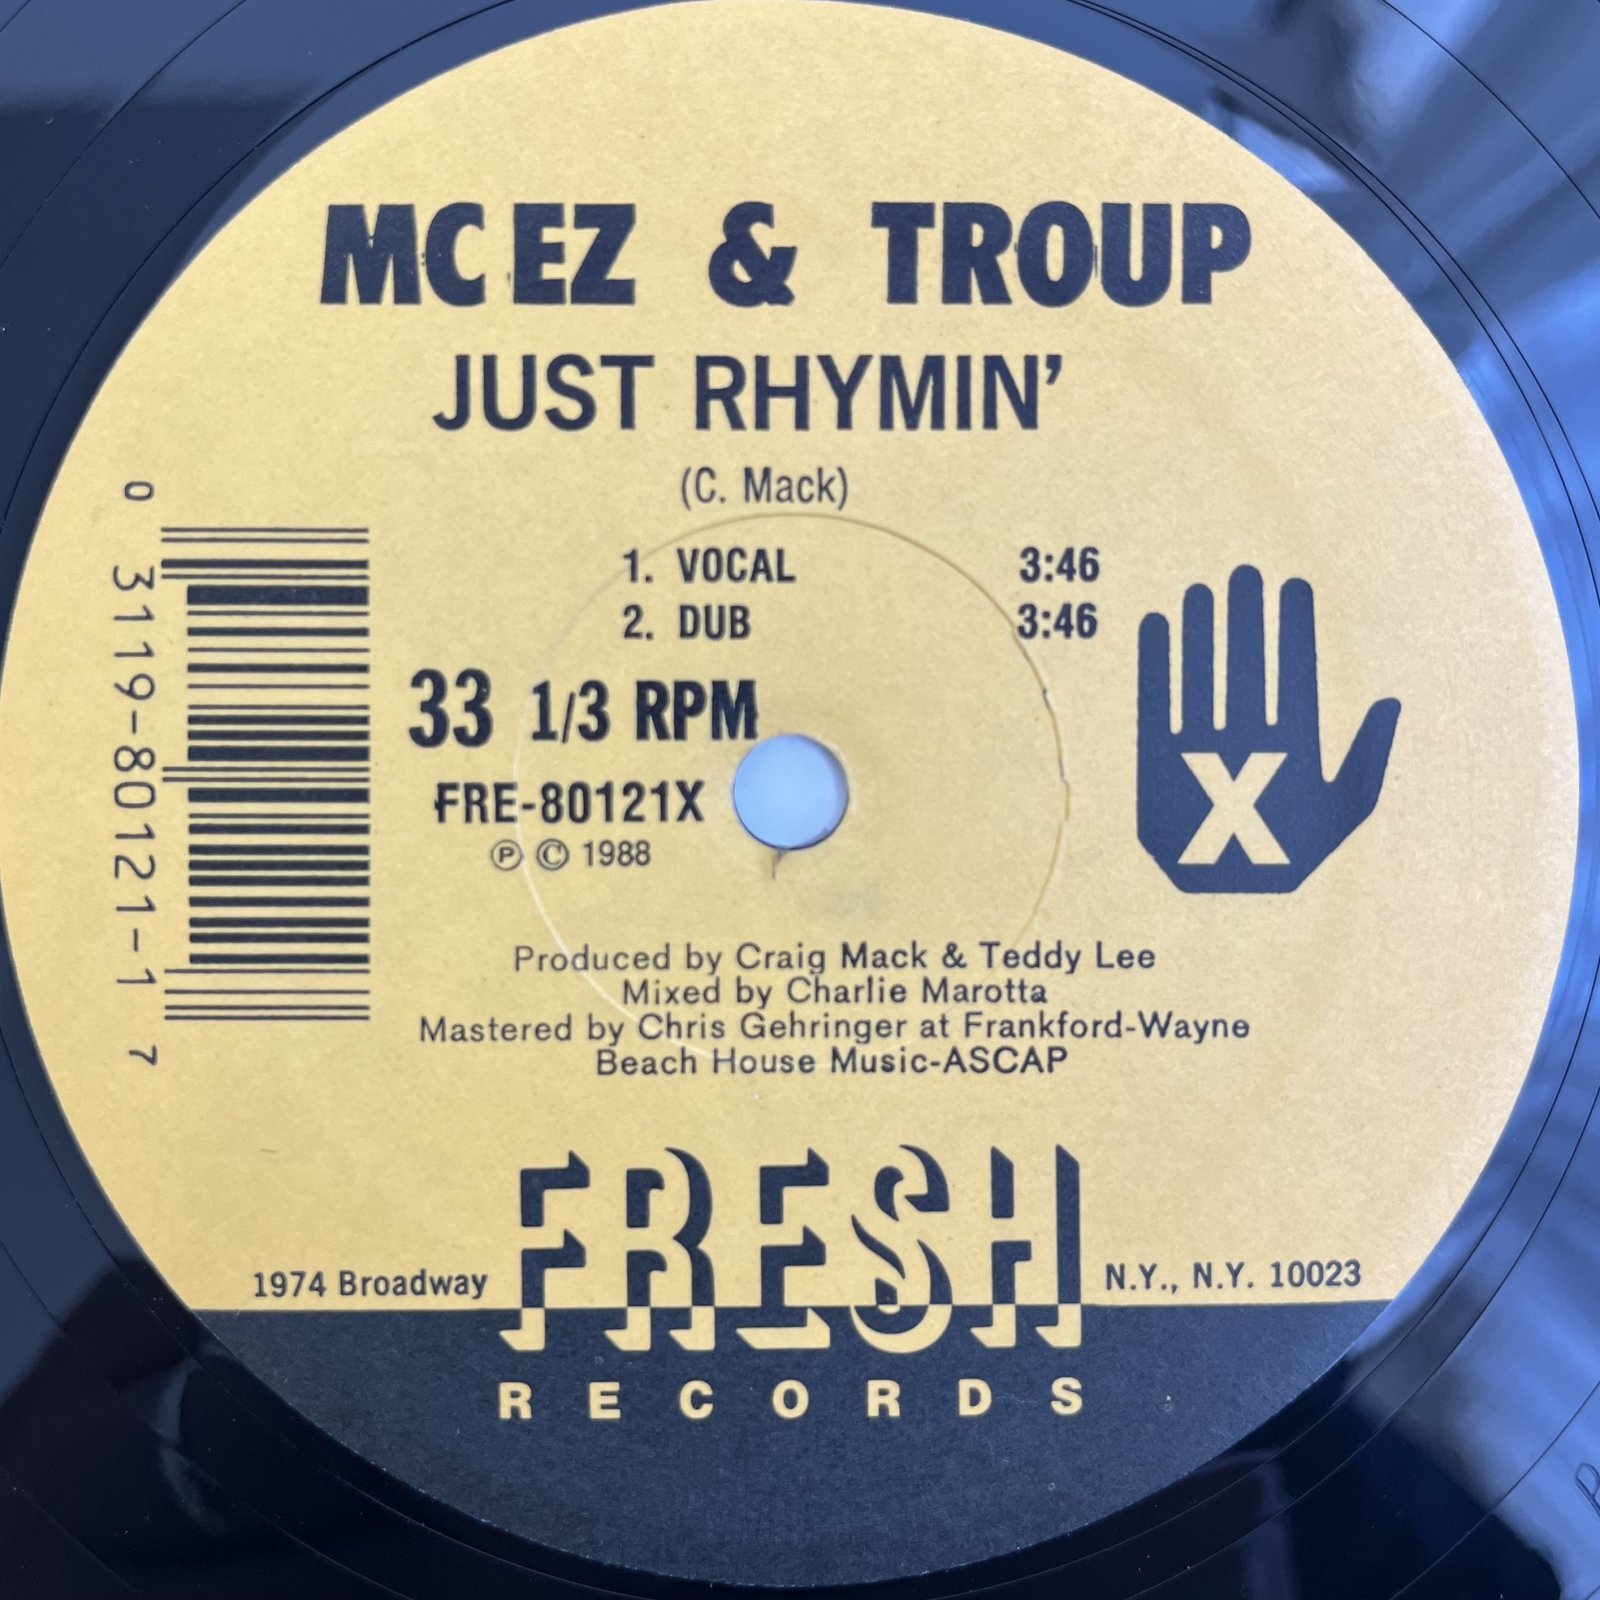 MC EZ & TROUP
JUST RHYMIN’
(C. Mack)
1. VOCAL 3:46
2. DUB 3:46
33 1/3 RPM
FRE-80121X
Ⓟ © 1988
X
0 3119-80121-1 7
Produced by Craig Mack & Teddy Lee
Mixed by Charlie Marotta
Mastered by Chris Gehringer at Frankford-Wayne
Beach House Music-ASCAP
1974 Broadway FRESH N.Y., N.Y. 10023
RECORDS